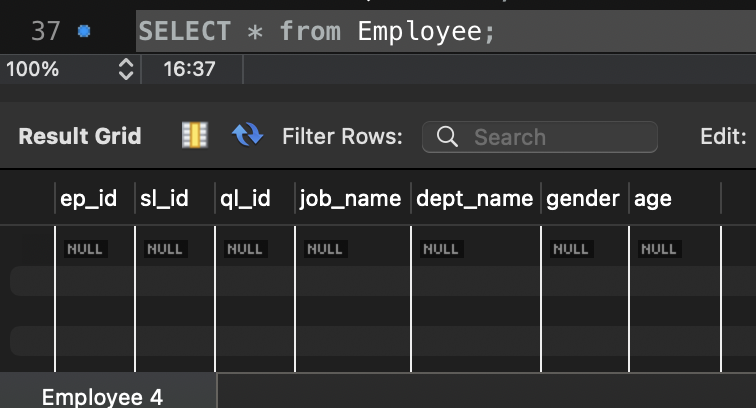 37 SELECT * from Employee;
100% 16:37
Result Grid Filter Rows: Search Edit:
ep_id sl_id ql_id job_name dept_name gender age
NULL NULL NULL NULL NULL NULL NULL
Employee 4